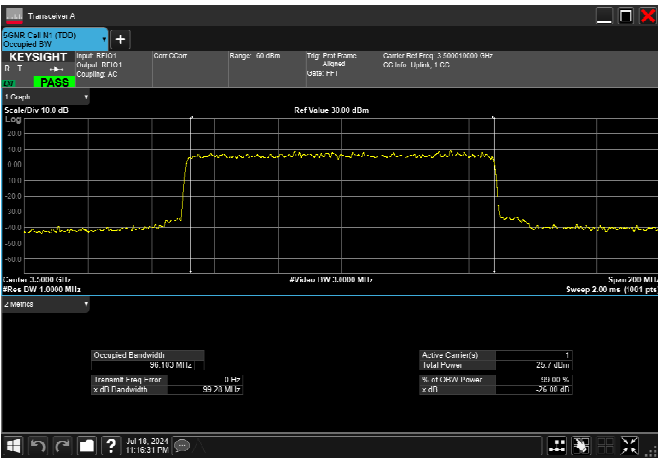 Transceiver A
5GNR Cell N1 (TDD)
Occupied BW
+
KEYSIGHT
R T
PASS
Input: RFIO1
Output: RFIO1
Coupling: AC
Corr CCorr
Range: 60 dBm
Trig: Prot Frame
Aligned
Gate: FFT
Carrier Ref Freq: 3.500010000 GHz
CC Info: Uplink, 1 CC
1 Graph
Scale/Div 10.0 dB
Ref Value 30.00 dBm
Log
20.0
10.0
0.00
-10.0
-20.0
-30.0
-40.0
-50.0
-60.0
Center 3.5000 GHz
#Video BW 3.0000 MHz
Span 200 MHz
#Res BW 1.0000 MHz
Sweep 2.00 ms (1001 pts)
2 Metrics
Occupied Bandwidth
96.103 MHz
Transmit Freq Error 0 Hz
x dB Bandwidth 99.28 MHz
Active Carrier(s) 1
Total Power 25.7 dBm
% of OBW Power 99.00 %
x dB -26.00 dB
?
Jul 18, 2024
11:16:31 PM